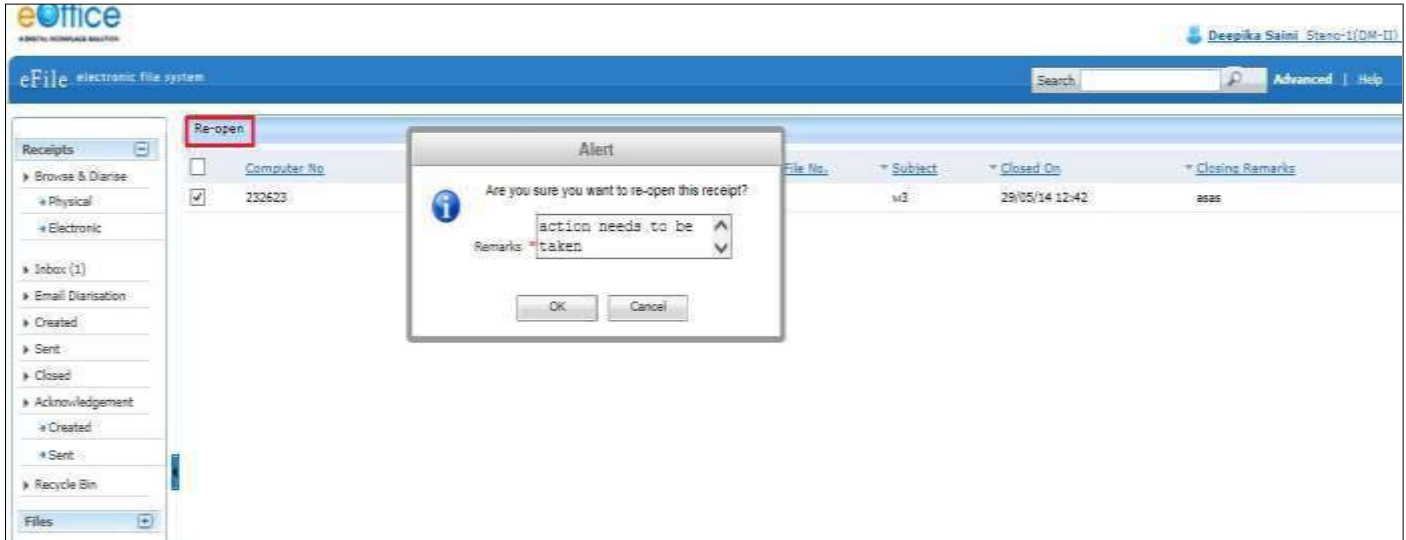 eOffice
A DIGITAL WORKPLACE SOLUTION
Deepika Saini Steno-1(DM-II)
eFile electronic file system
Search
Advanced | Help
Re-open
Receipts
Browse & Diarise
Physical
Electronic
Inbox (1)
Email Diarisation
Created
Sent
Closed
Acknowledgement
Created
Sent
Recycle Bin
Files
Computer No
File No.
Subject
Closed On
Closing Remarks
232623
29/05/14 12:42
asas
Alert
Are you sure you want to re-open this receipt?
Remarks *
action needs to be
taken
OK
Cancel